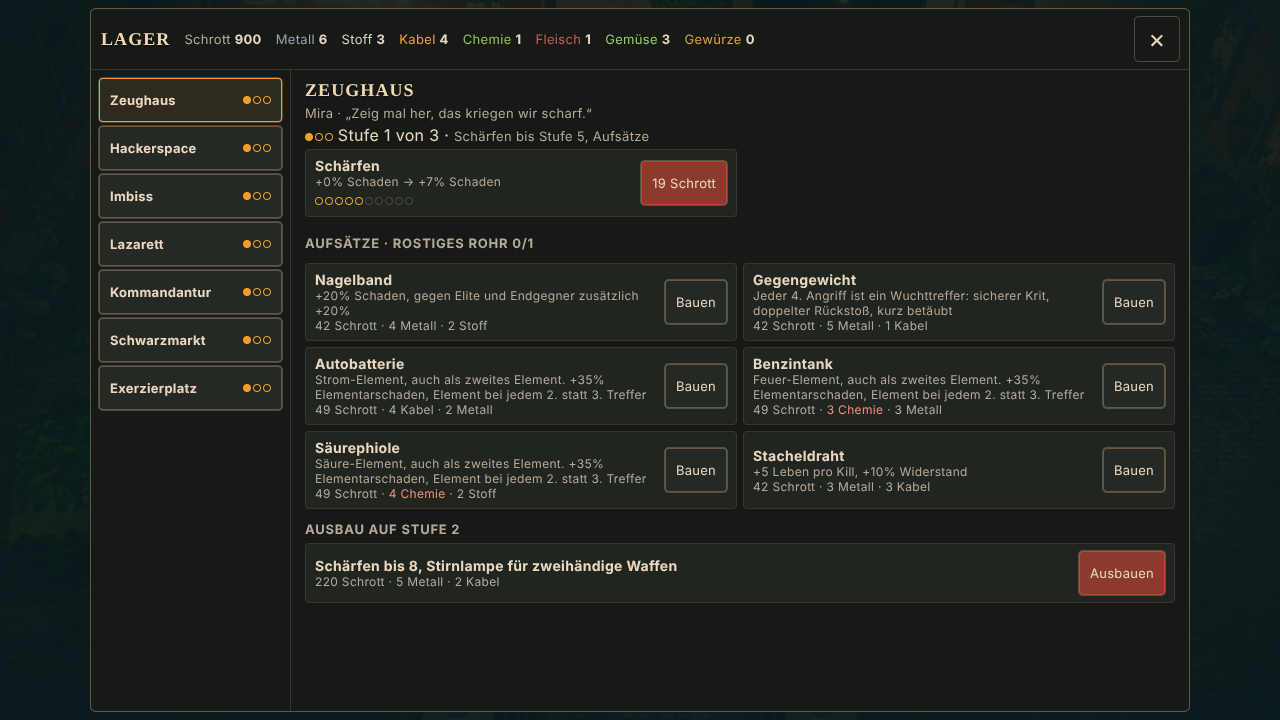 LAGER Schrott 900 Metall 6 Stoff 3 Kabel 4 Chemie 1 Fleisch 1 Gemüse 3 Gewürze 0 ✕
Zeughaus
Hackerspace
Imbiss
Lazarett
Kommandantur
Schwarzmarkt
Exerzierplatz
ZEUGHAUS
Mira · „Zeig mal her, das kriegen wir scharf.“
Stufe 1 von 3 · Schärfen bis Stufe 5, Aufsätze
Schärfen
+0% Schaden → +7% Schaden
19 Schrott
AUFSÄTZE · ROSTIGES ROHR 0/1
Nagelband
+20% Schaden, gegen Elite und Endgegner zusätzlich
+20%
42 Schrott · 4 Metall · 2 Stoff
Bauen
Gegengewicht
Jeder 4. Angriff ist ein Wuchttreffer: sicherer Krit,
doppelter Rückstoß, kurz betäubt
42 Schrott · 5 Metall · 1 Kabel
Bauen
Autobatterie
Strom-Element, auch als zweites Element. +35%
Elementarschaden, Element bei jedem 2. statt 3. Treffer
49 Schrott · 4 Kabel · 2 Metall
Bauen
Benzintank
Feuer-Element, auch als zweites Element. +35%
Elementarschaden, Element bei jedem 2. statt 3. Treffer
49 Schrott · 3 Chemie · 3 Metall
Bauen
Säurephiole
Säure-Element, auch als zweites Element. +35%
Elementarschaden, Element bei jedem 2. statt 3. Treffer
49 Schrott · 4 Chemie · 2 Stoff
Bauen
Stacheldraht
+5 Leben pro Kill, +10% Widerstand
42 Schrott · 3 Metall · 3 Kabel
Bauen
AUSBAU AUF STUFE 2
Schärfen bis 8, Stirnlampe für zweihändige Waffen
220 Schrott · 5 Metall · 2 Kabel
Ausbauen